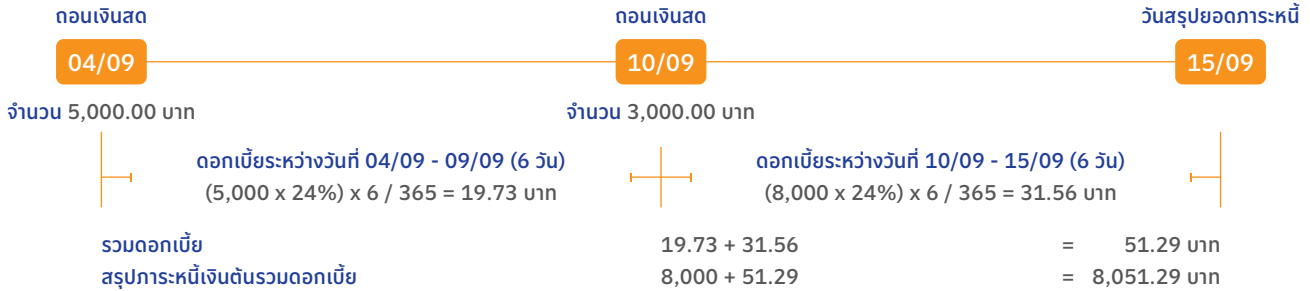 ถอนเงินสด ถอนเงินสด วันสรุปยอดภาระหนี้
04/09 10/09 15/09
จำนวน 5,000.00 บาท จำนวน 3,000.00 บาท
ดอกเบี้ยระหว่างวันที่ 04/09 - 09/09 (6 วัน) ดอกเบี้ยระหว่างวันที่ 10/09 - 15/09 (6 วัน)
(5,000 x 24%) x 6 / 365 = 19.73 บาท (8,000 x 24%) x 6 / 365 = 31.56 บาท
รวมดอกเบี้ย 19.73 + 31.56 = 51.29 บาท
สรุปภาระหนี้เงินต้นรวมดอกเบี้ย 8,000 + 51.29 = 8,051.29 บาท